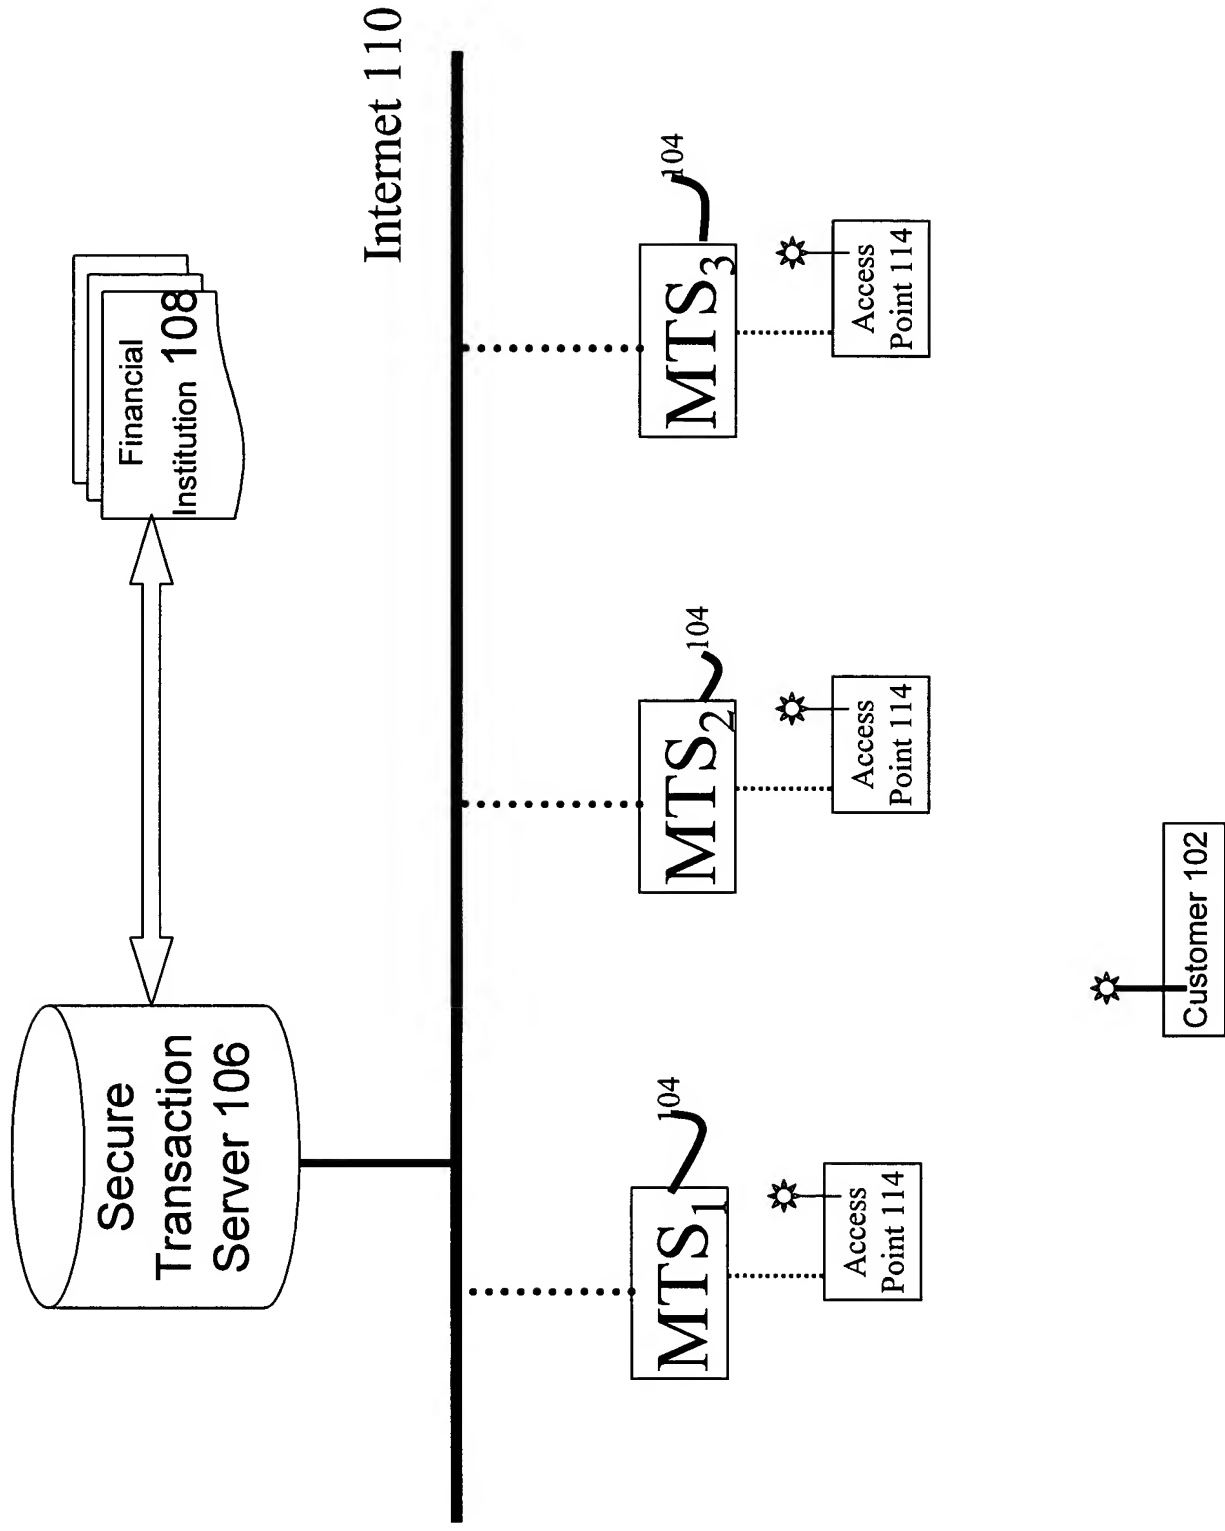 Secure
Transaction
Server 106
Financial
Institution 108
Internet 110
MTS1
104
MTS2
104
MTS3
104
Access
Point 114
Access
Point 114
Access
Point 114
Customer 102